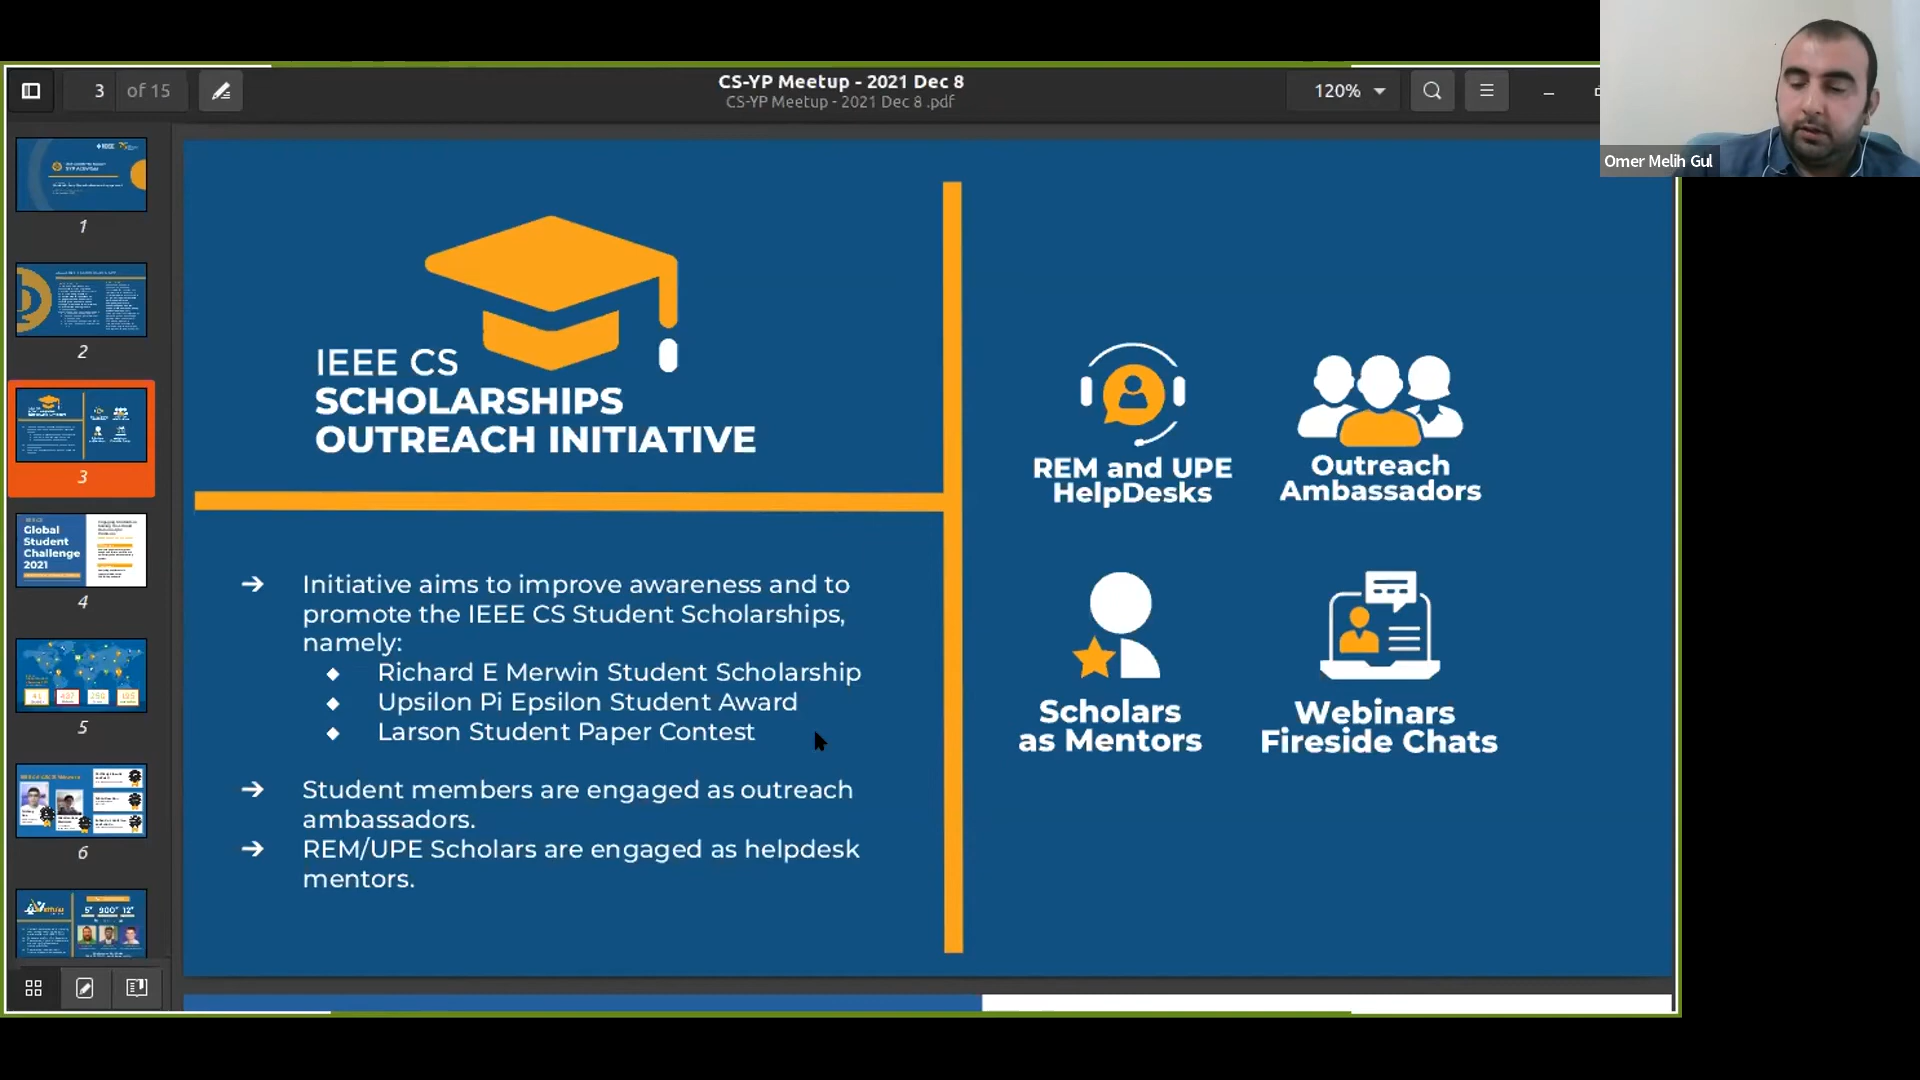 3 of 15
CS-YP Meetup - 2021 Dec 8
CS-YP Meetup - 2021 Dec 8 .pdf
120%
Omer Melih Gul
1
2
3
Global
Student
Challenge
2021
4
5
6
IEEE CS
SCHOLARSHIPS
OUTREACH INITIATIVE
➔ Initiative aims to improve awareness and to
promote the IEEE CS Student Scholarships,
namely:
◆ Richard E Merwin Student Scholarship
◆ Upsilon Pi Epsilon Student Award
◆ Larson Student Paper Contest
➔ Student members are engaged as outreach
ambassadors.
➔ REM/UPE Scholars are engaged as helpdesk
mentors.
REM and UPE
HelpDesks
Outreach
Ambassadors
Scholars
as Mentors
Webinars
Fireside Chats